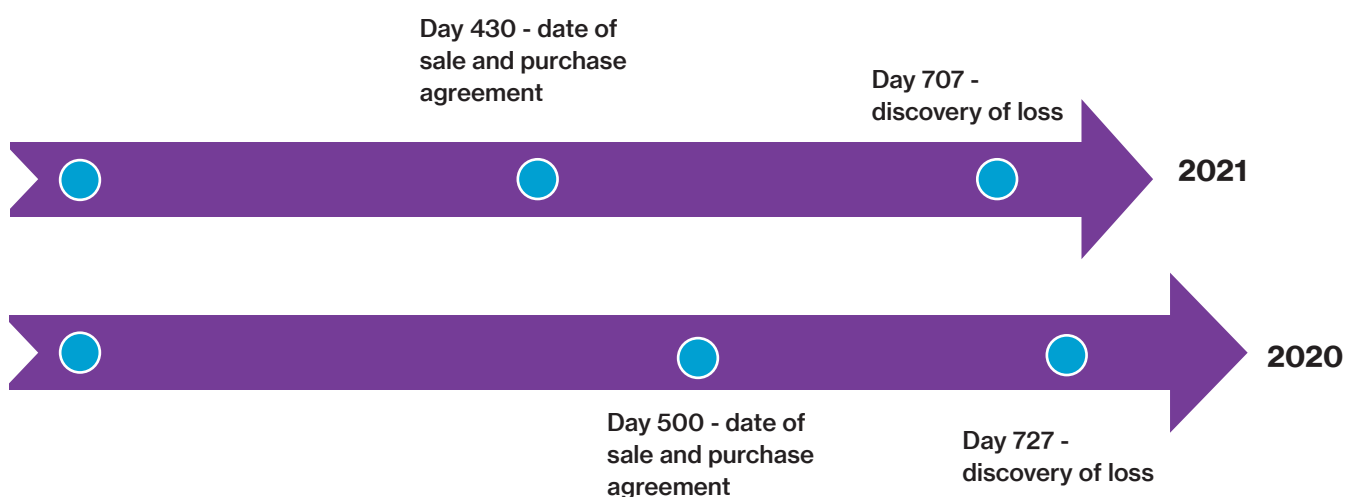 Day 430 - date of
sale and purchase
agreement
Day 707 -
discovery of loss
2021
2020
Day 500 - date of
sale and purchase
agreement
Day 727 -
discovery of loss